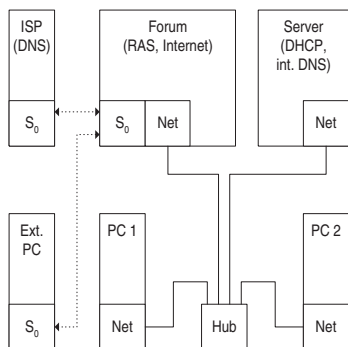 ISP
(DNS)
Forum
(RAS, Internet)
Server
(DHCP,
int. DNS)
S₀
S₀
Net
Net
Ext.
PC
PC 1
PC 2
S₀
Net
Hub
Net